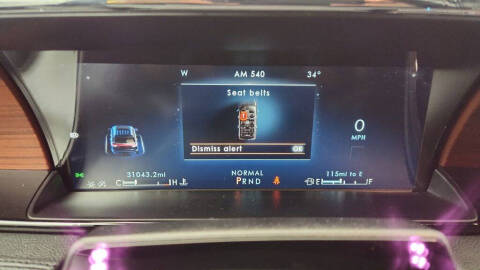 W AM 540 34°
Seat belts
0
MPH
Dismiss alert OK
31043.2mi NORMAL 115mi to E
C H PRND E F